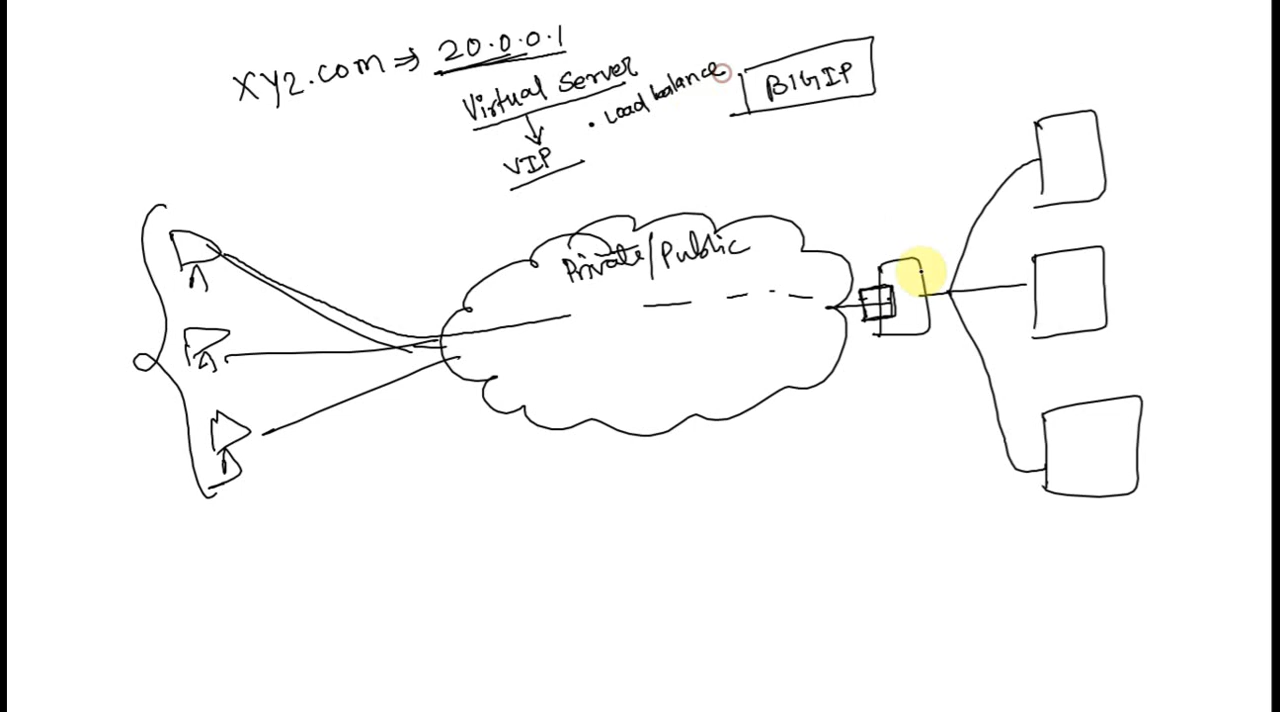 XYZ.com ⇒ 20.0.0.1
Virtual Server
• Load balance
BIGIP
VIP
Private/Public